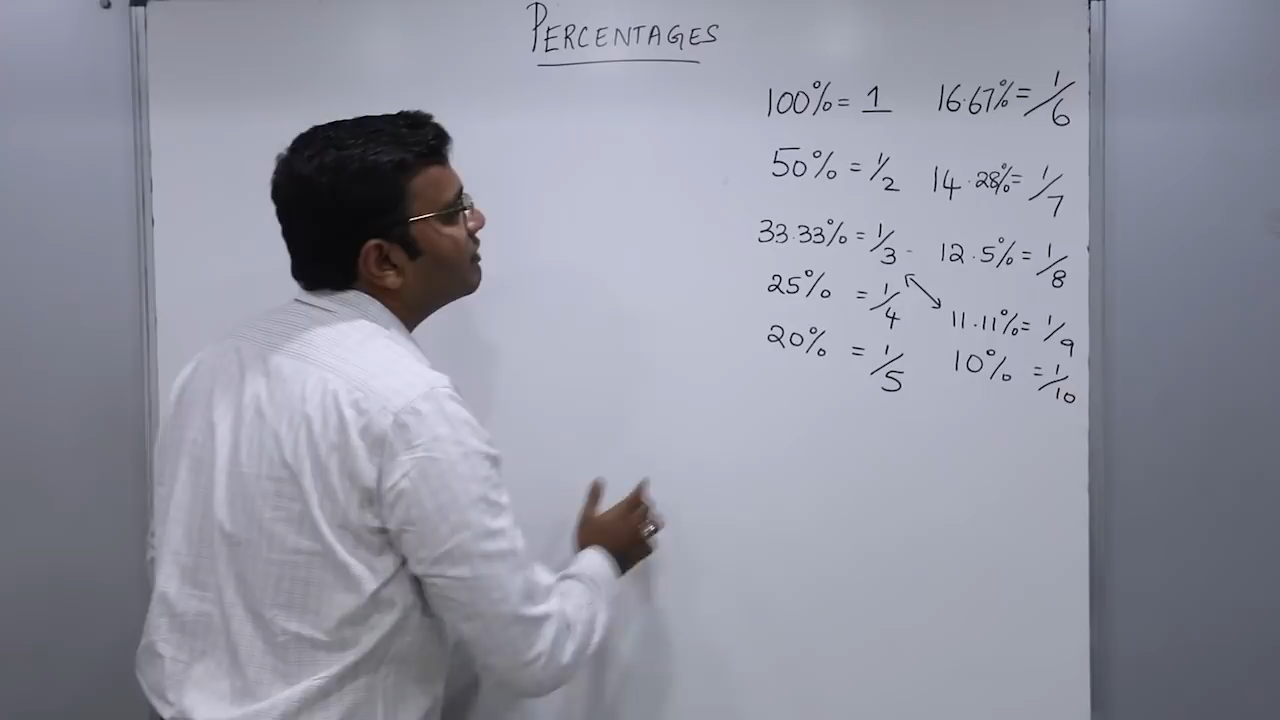 PERCENTAGES
100% = 1
50% = 1/2
33.33% = 1/3
25% = 1/4
20% = 1/5
16.67% = 1/6
14.28% = 1/7
12.5% = 1/8
11.11% = 1/9
10% = 1/10